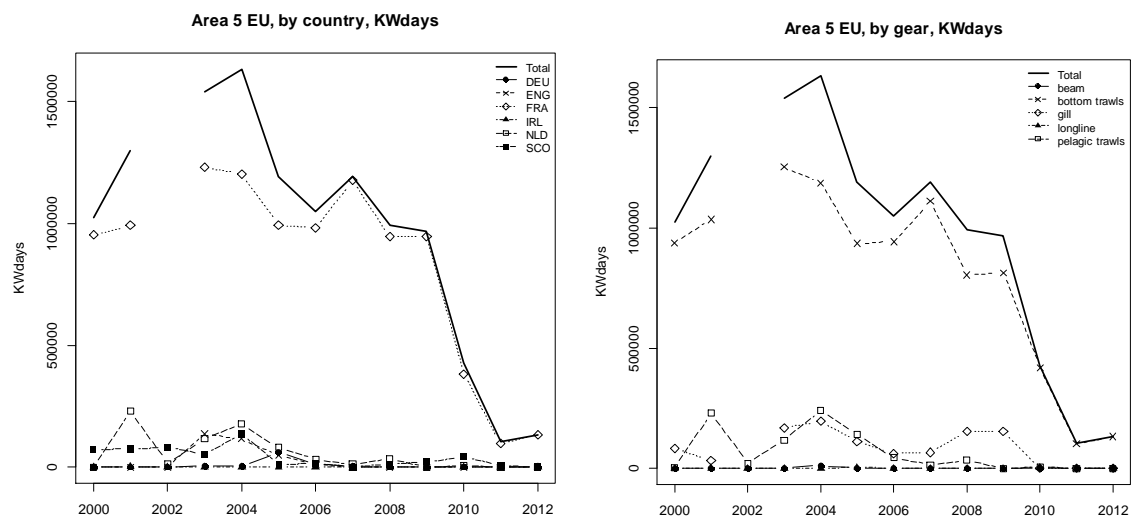 Area 5 EU, by country, KWdays
KWdays
1500000
1000000
500000
0
2000 2002 2004 2006 2008 2010 2012
Total
DEU
ENG
FRA
IRL
NLD
SCO
Area 5 EU, by gear, KWdays
KWdays
1500000
1000000
500000
0
2000 2002 2004 2006 2008 2010 2012
Total
beam
bottom trawls
gill
longline
pelagic trawls